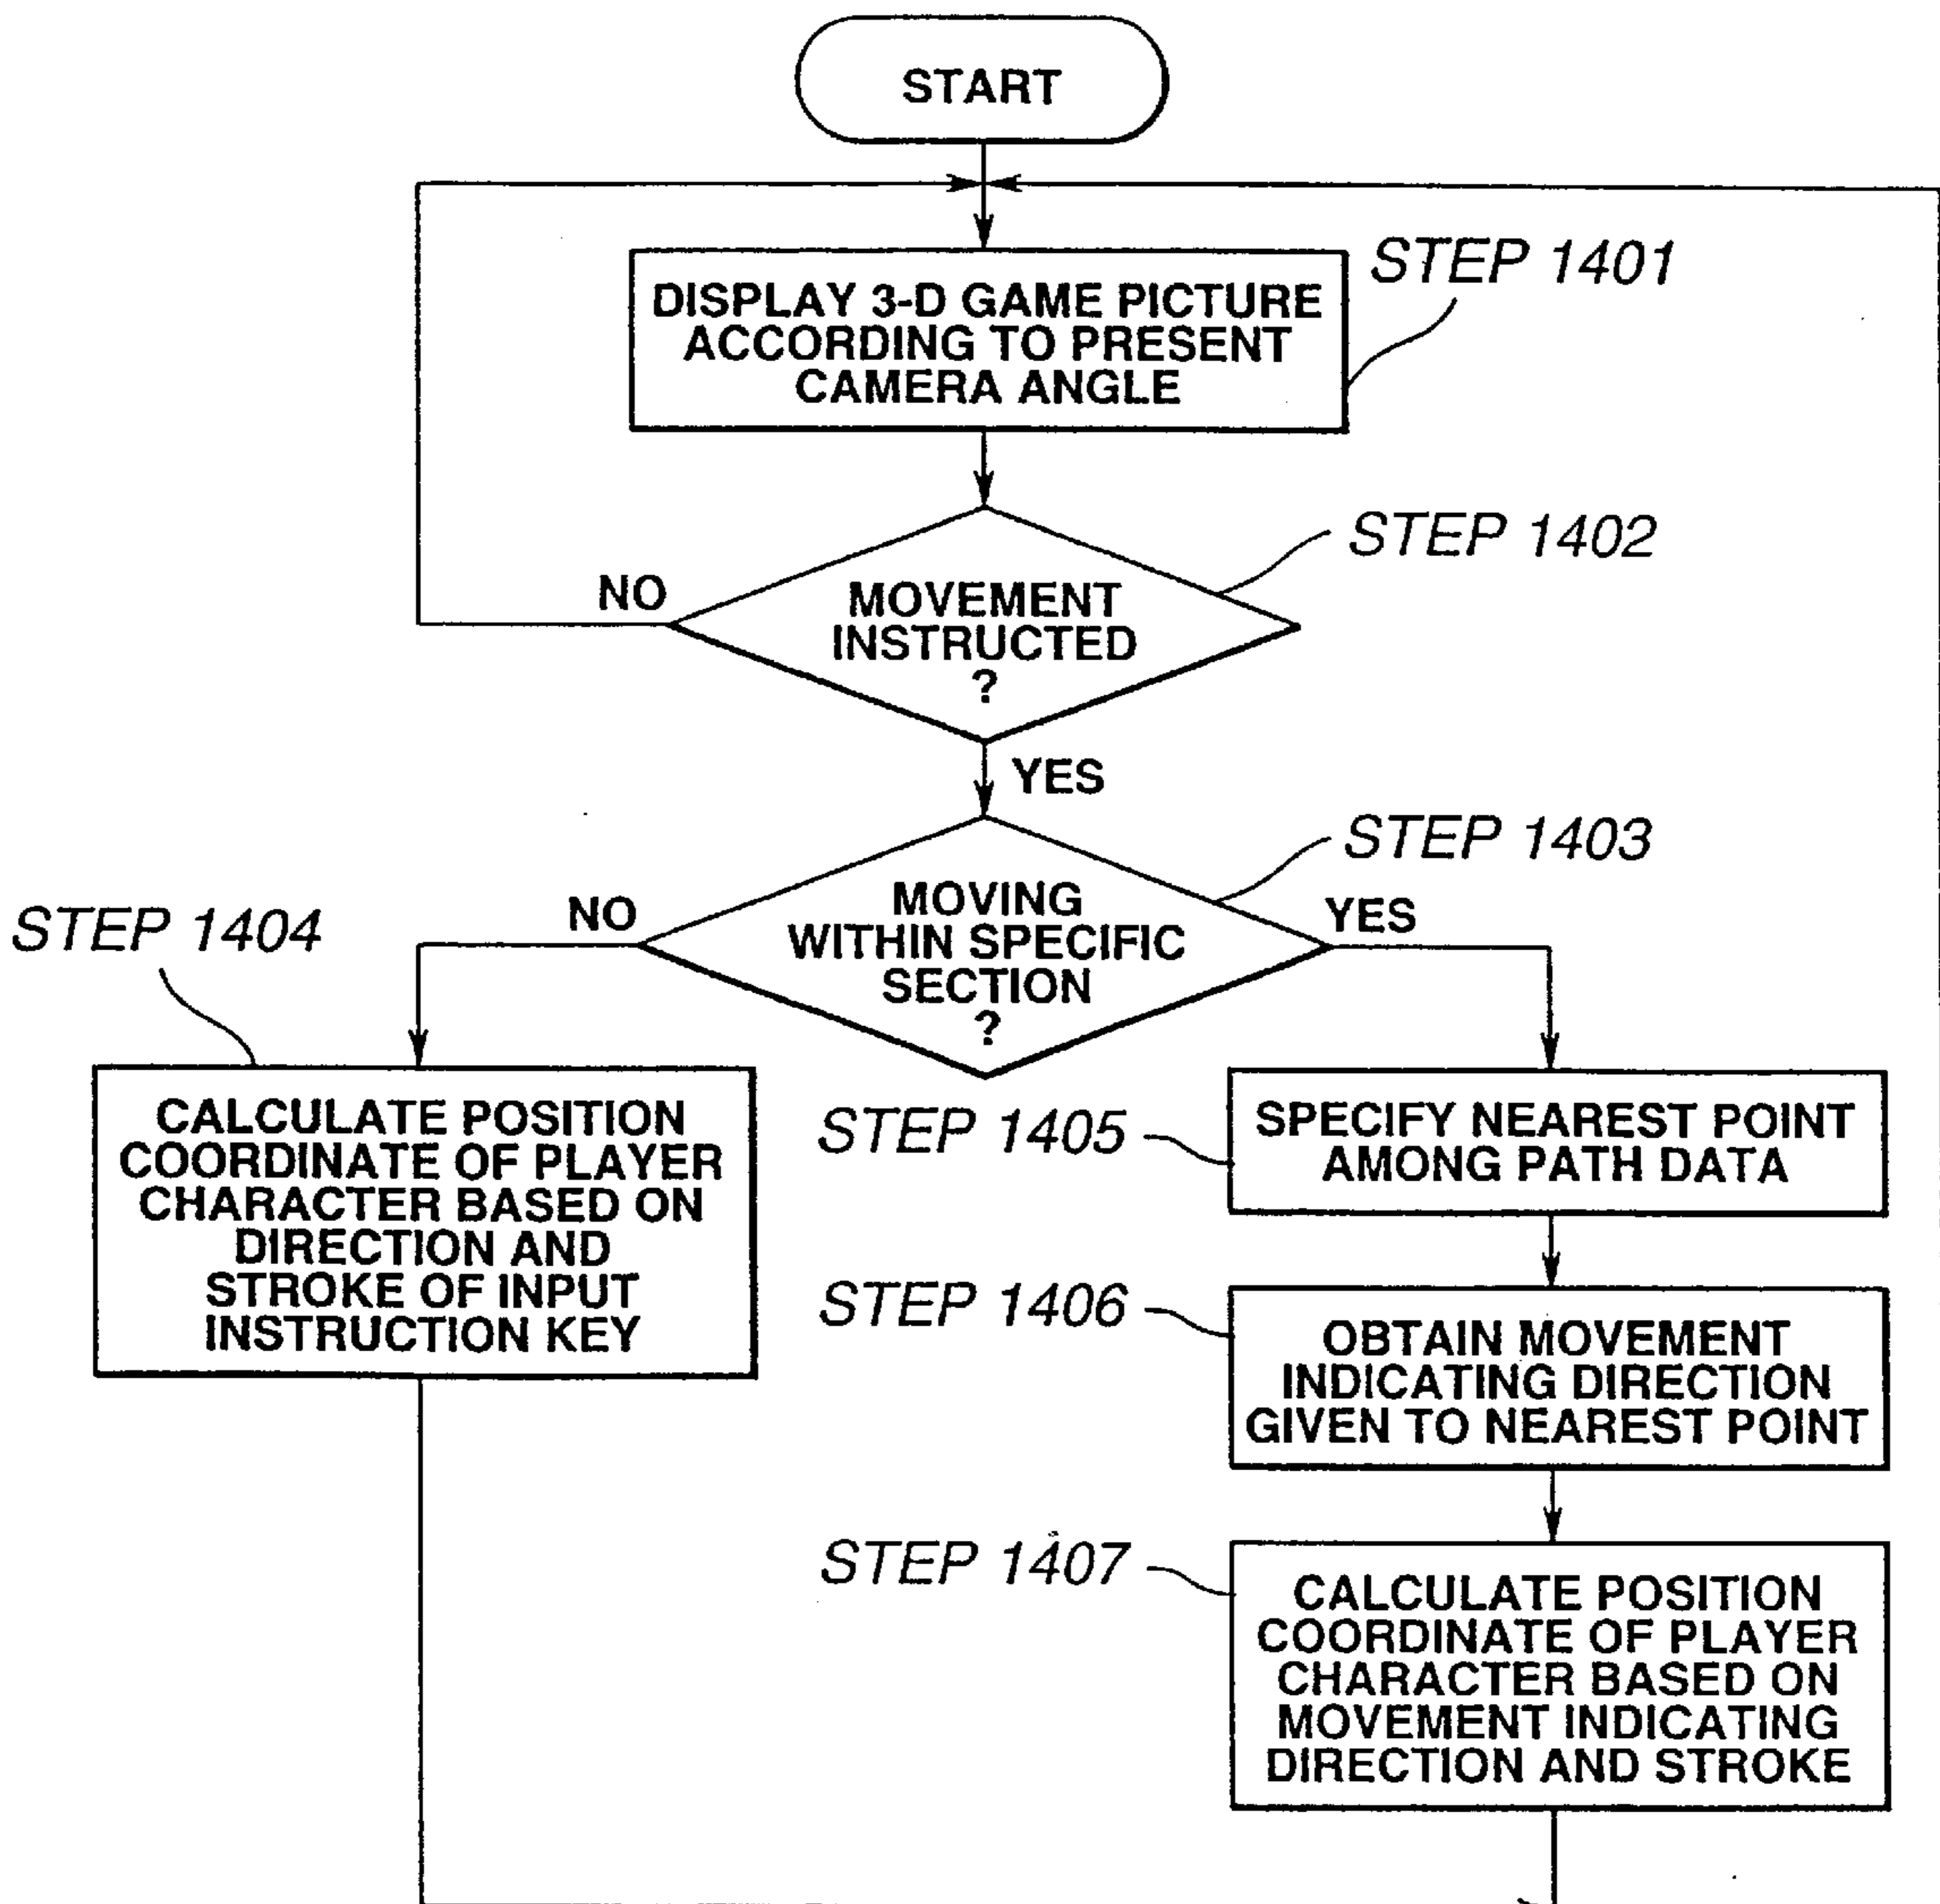 START
STEP 1401
DISPLAY 3-D GAME PICTURE
ACCORDING TO PRESENT
CAMERA ANGLE
STEP 1402
NO
MOVEMENT
INSTRUCTED
?
YES
STEP 1403
NO
MOVING
WITHIN SPECIFIC
SECTION
?
YES
STEP 1404
CALCULATE POSITION
COORDINATE OF PLAYER
CHARACTER BASED ON
DIRECTION AND
STROKE OF INPUT
INSTRUCTION KEY
STEP 1405
SPECIFY NEAREST POINT
AMONG PATH DATA
STEP 1406
OBTAIN MOVEMENT
INDICATING DIRECTION
GIVEN TO NEAREST POINT
STEP 1407
CALCULATE POSITION
COORDINATE OF PLAYER
CHARACTER BASED ON
MOVEMENT INDICATING
DIRECTION AND STROKE